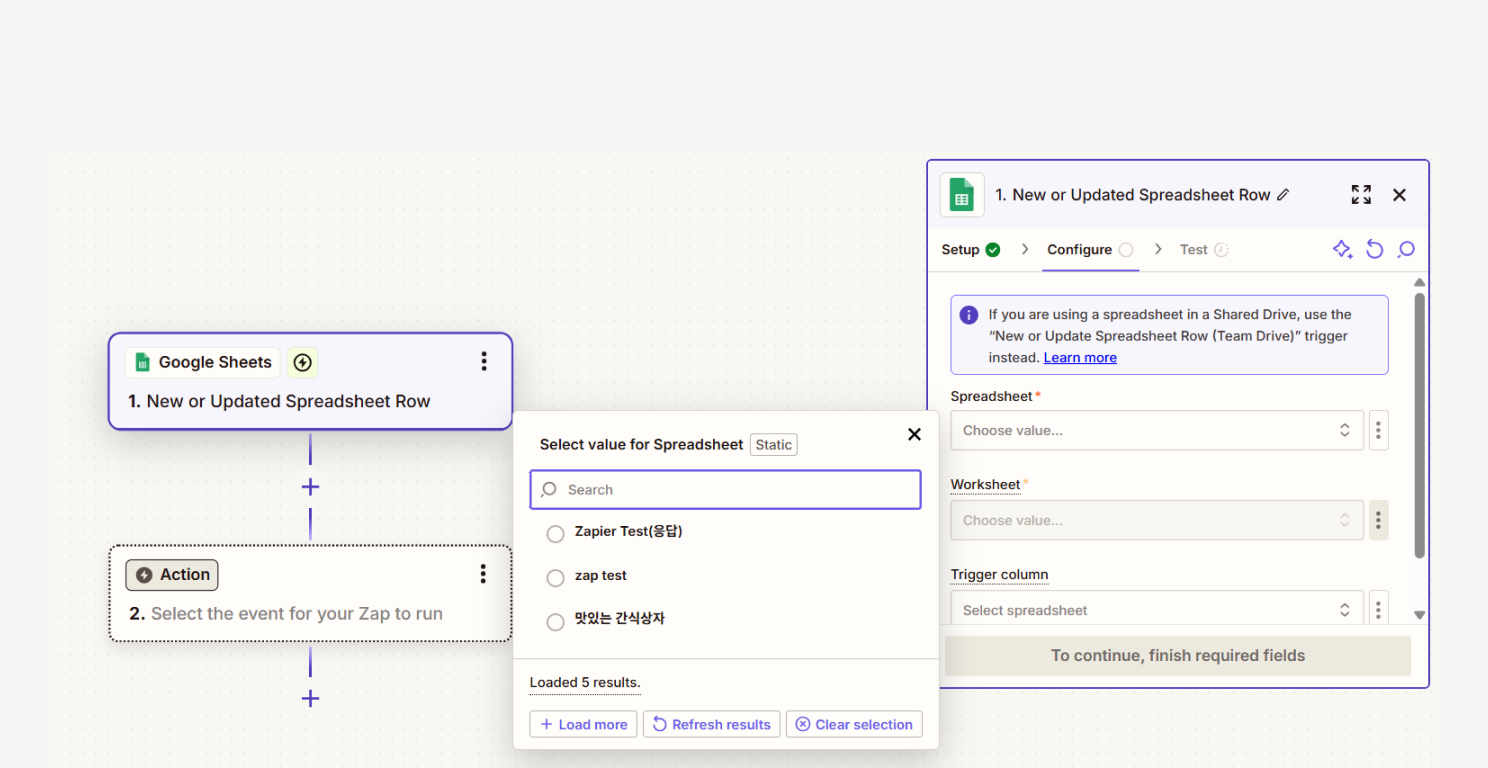 Google Sheets
1. New or Updated Spreadsheet Row
Action
2. Select the event for your Zap to run
Select value for Spreadsheet Static
Search
Zapier Test(응답)
zap test
맛있는 간식상자
Loaded 5 results.
Load more Refresh results Clear selection
1. New or Updated Spreadsheet Row
Setup Configure Test
If you are using a spreadsheet in a Shared Drive, use the
“New or Update Spreadsheet Row (Team Drive)” trigger
instead. Learn more
Spreadsheet *
Choose value...
Worksheet *
Choose value...
Trigger column
Select spreadsheet
To continue, finish required fields